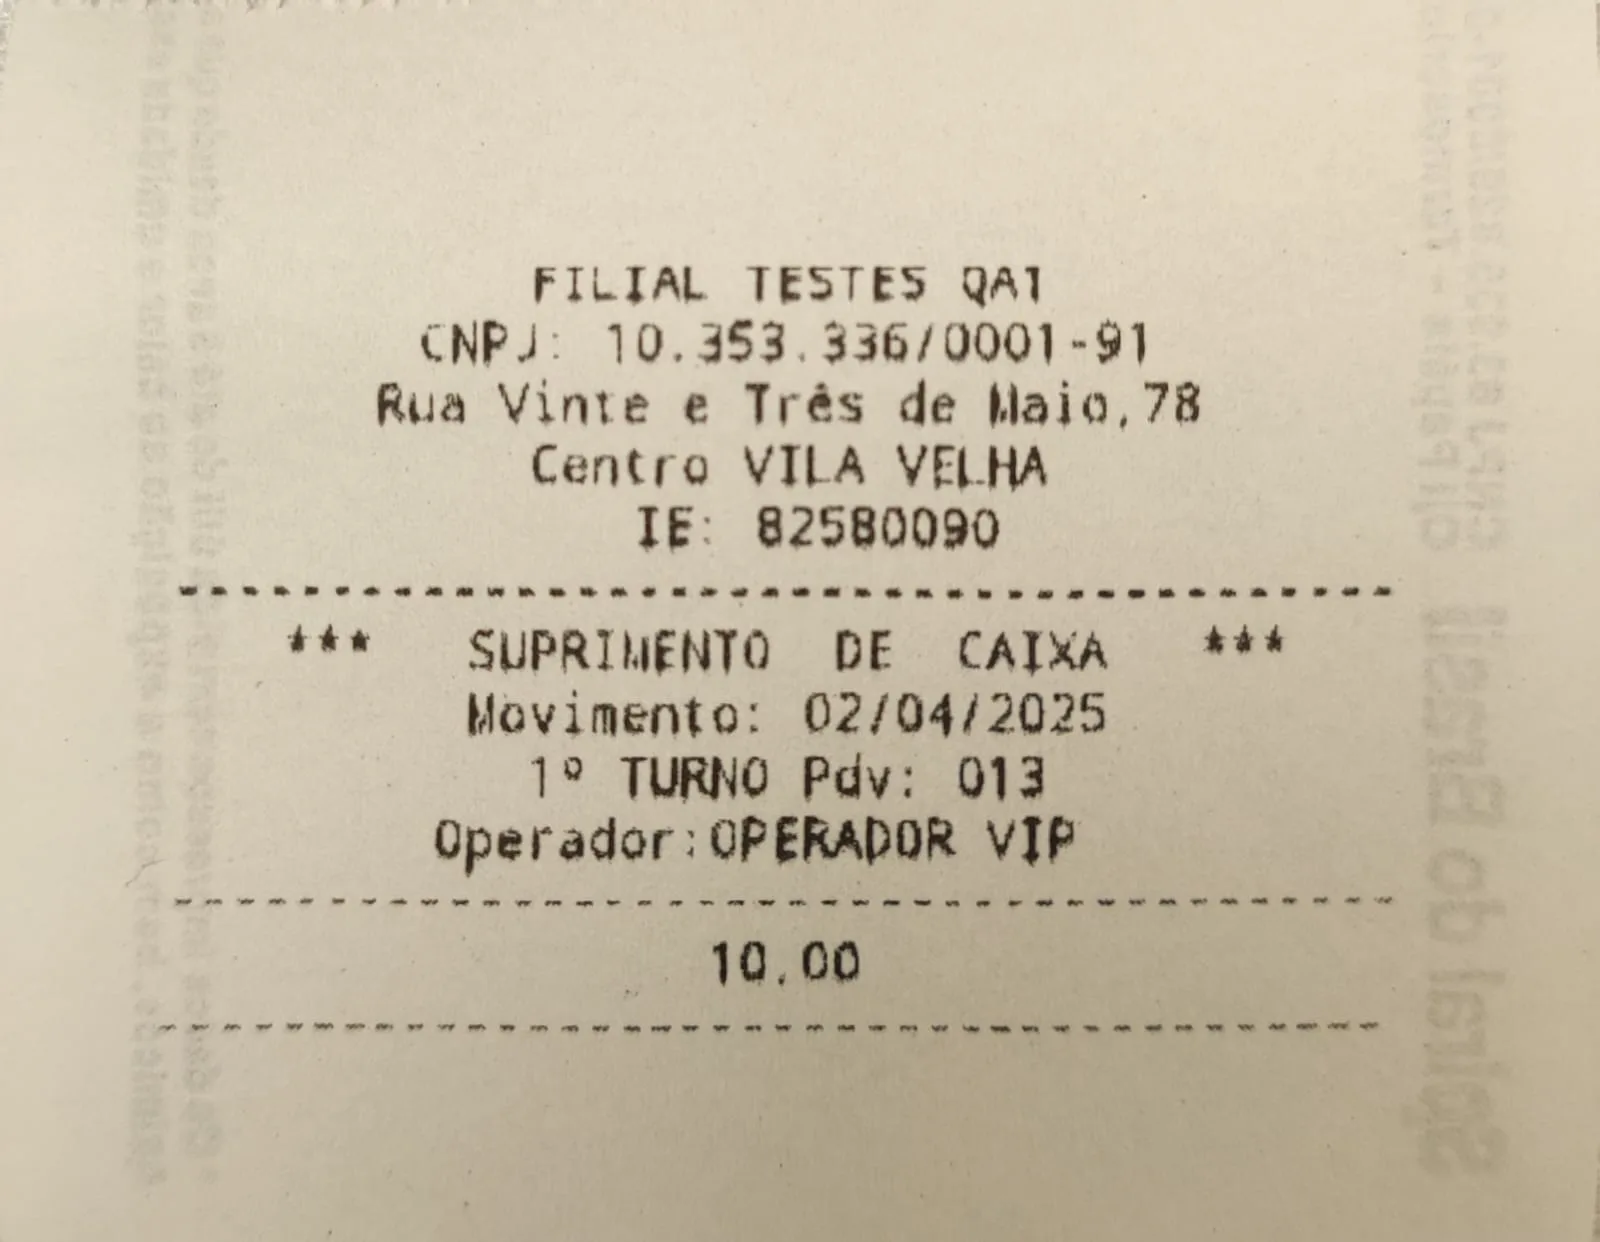 FILIAL TESTES QA1
CNPJ: 10.353.336/0001-91
Rua Vinte e Três de Maio,78
Centro VILA VELHA
IE: 82580090
----------------------------------------
*** SUPRIMENTO DE CAIXA ***
Movimento: 02/04/2025
1º TURNO Pdv: 013
Operador:OPERADOR VIP
----------------------------------------
10.00
----------------------------------------